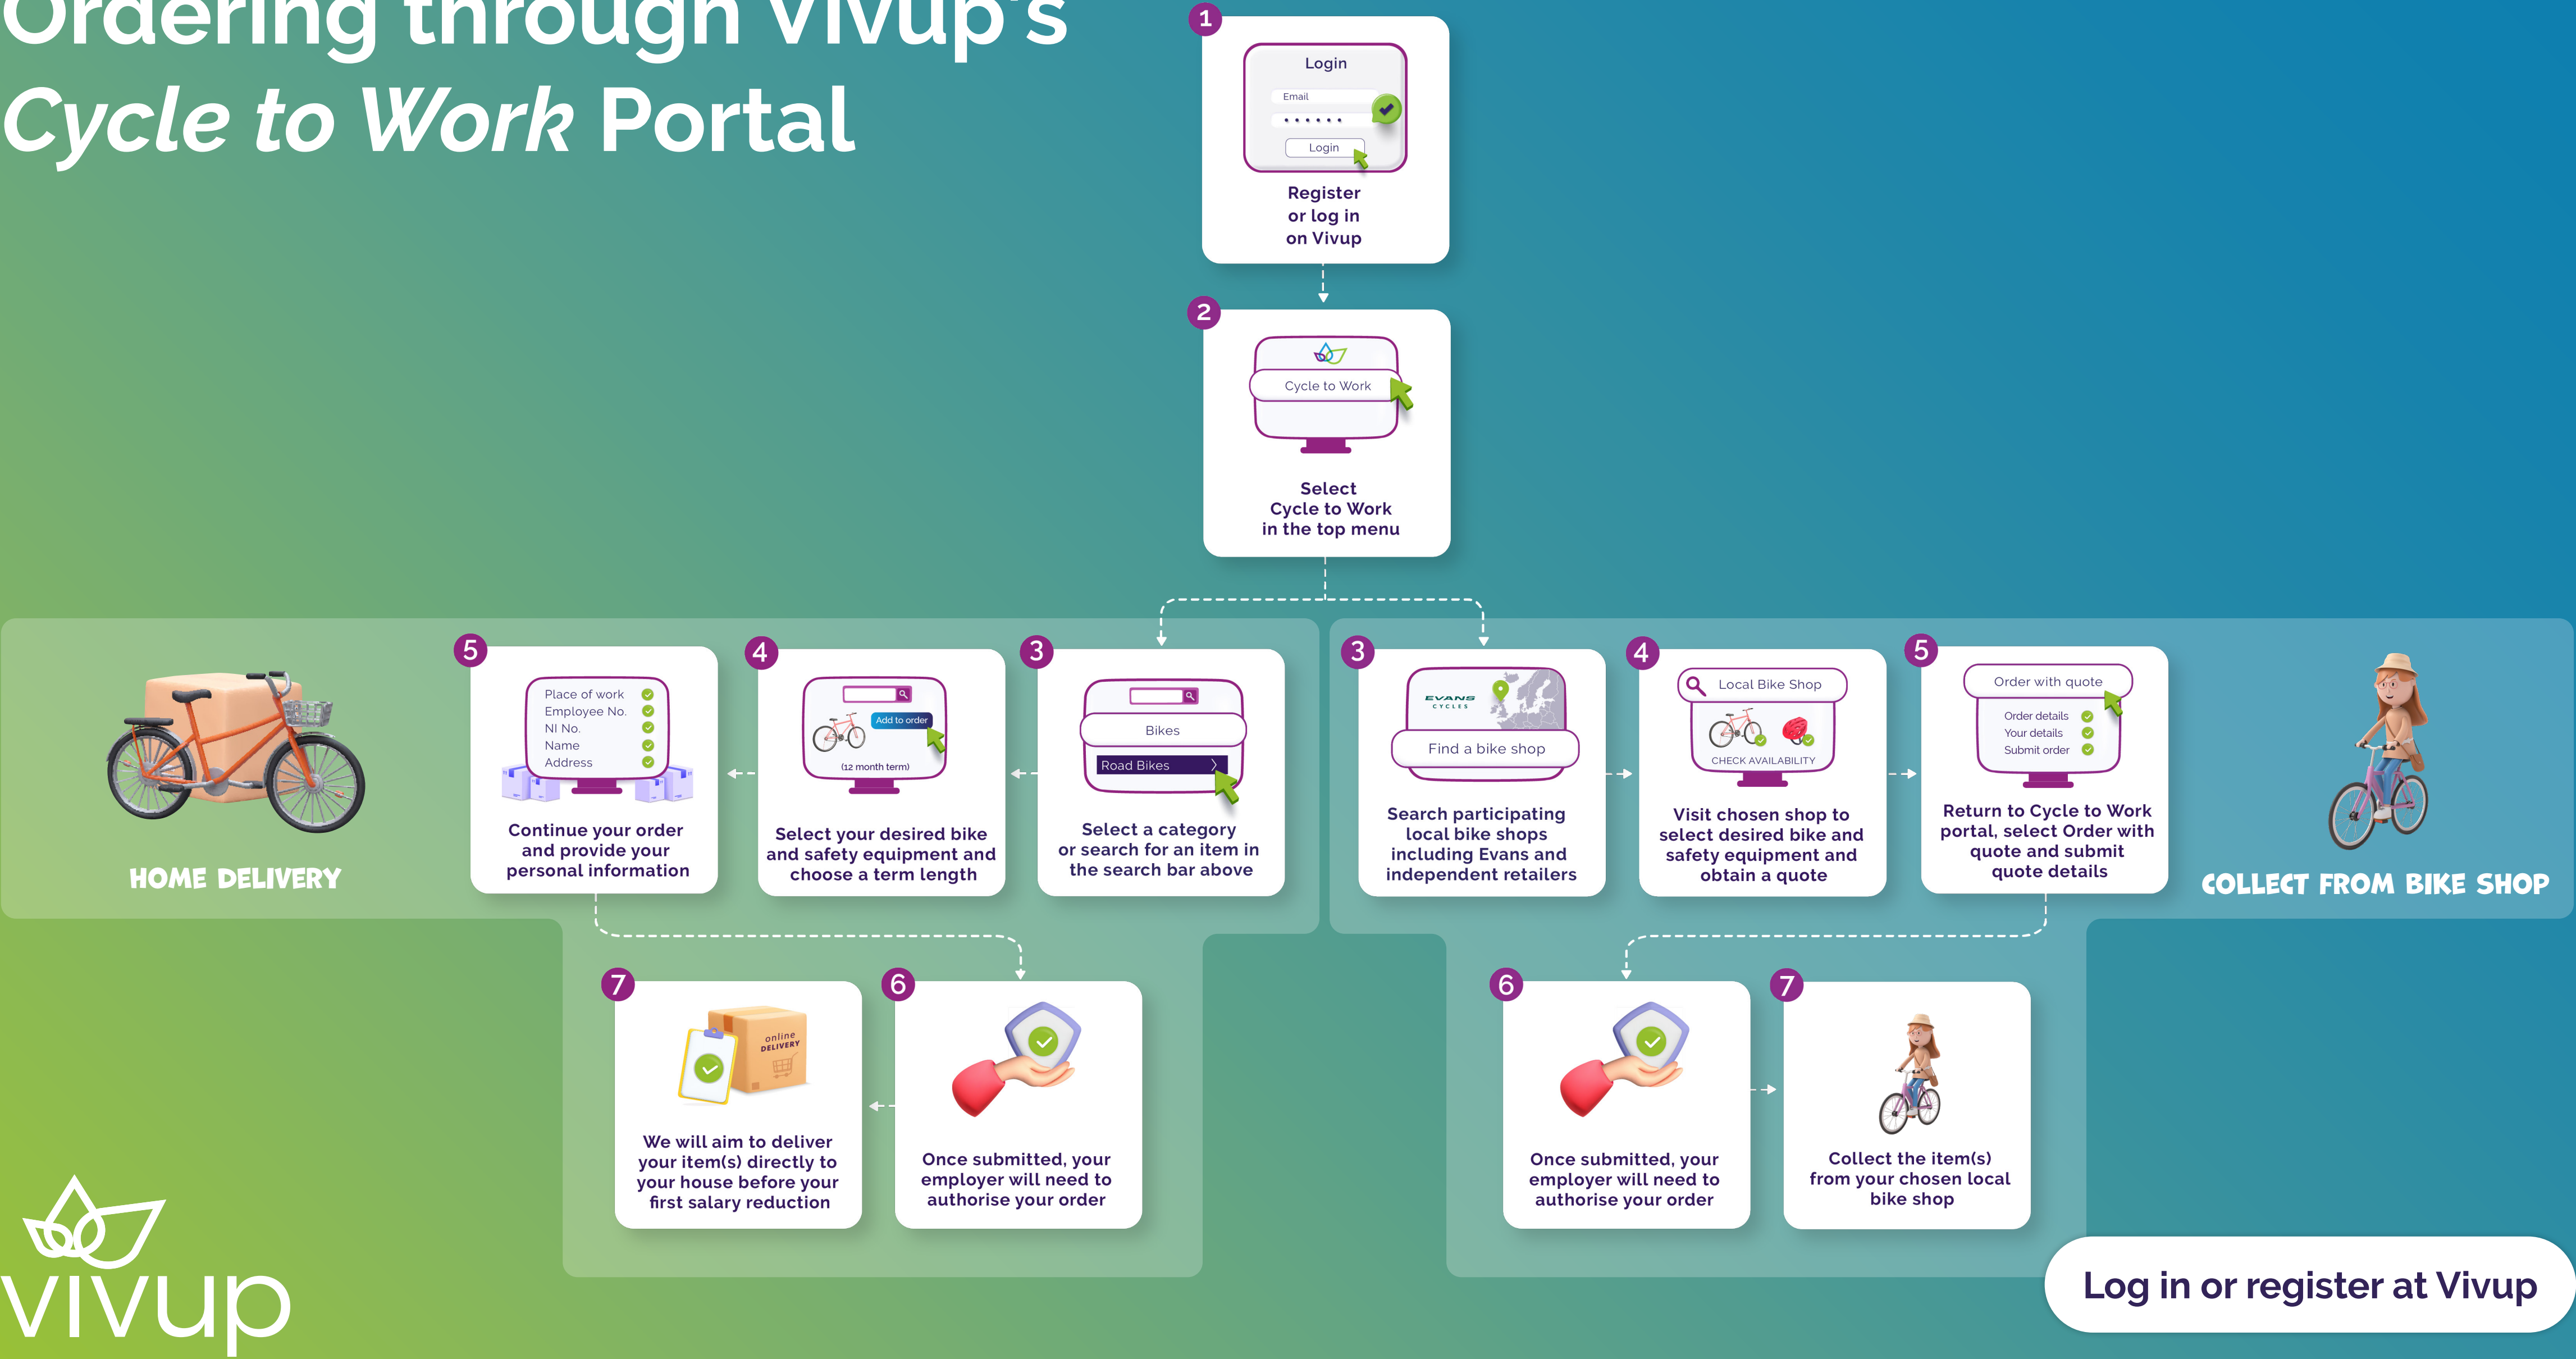 Ordering through Vivup's
Cycle to Work Portal
1
Login
Email
Login
Register
or log in
on Vivup
2
Cycle to Work
Select
Cycle to Work
in the top menu
HOME DELIVERY
3
Bikes
Road Bikes
Select a category
or search for an item in
the search bar above
4
Add to order
(12 month term)
Select your desired bike
and safety equipment and
choose a term length
5
Place of work
Employee No.
NI No.
Name
Address
Continue your order
and provide your
personal information
6
Once submitted, your
employer will need to
authorise your order
7
online
DELIVERY
We will aim to deliver
your item(s) directly to
your house before your
first salary reduction
COLLECT FROM BIKE SHOP
3
EVANS
CYCLES
Find a bike shop
Search participating
local bike shops
including Evans and
independent retailers
4
Local Bike Shop
CHECK AVAILABILITY
Visit chosen shop to
select desired bike and
safety equipment and
obtain a quote
5
Order with quote
Order details
Your details
Submit order
Return to Cycle to Work
portal, select Order with
quote and submit
quote details
6
Once submitted, your
employer will need to
authorise your order
7
Collect the item(s)
from your chosen local
bike shop
vivup
Log in or register at Vivup